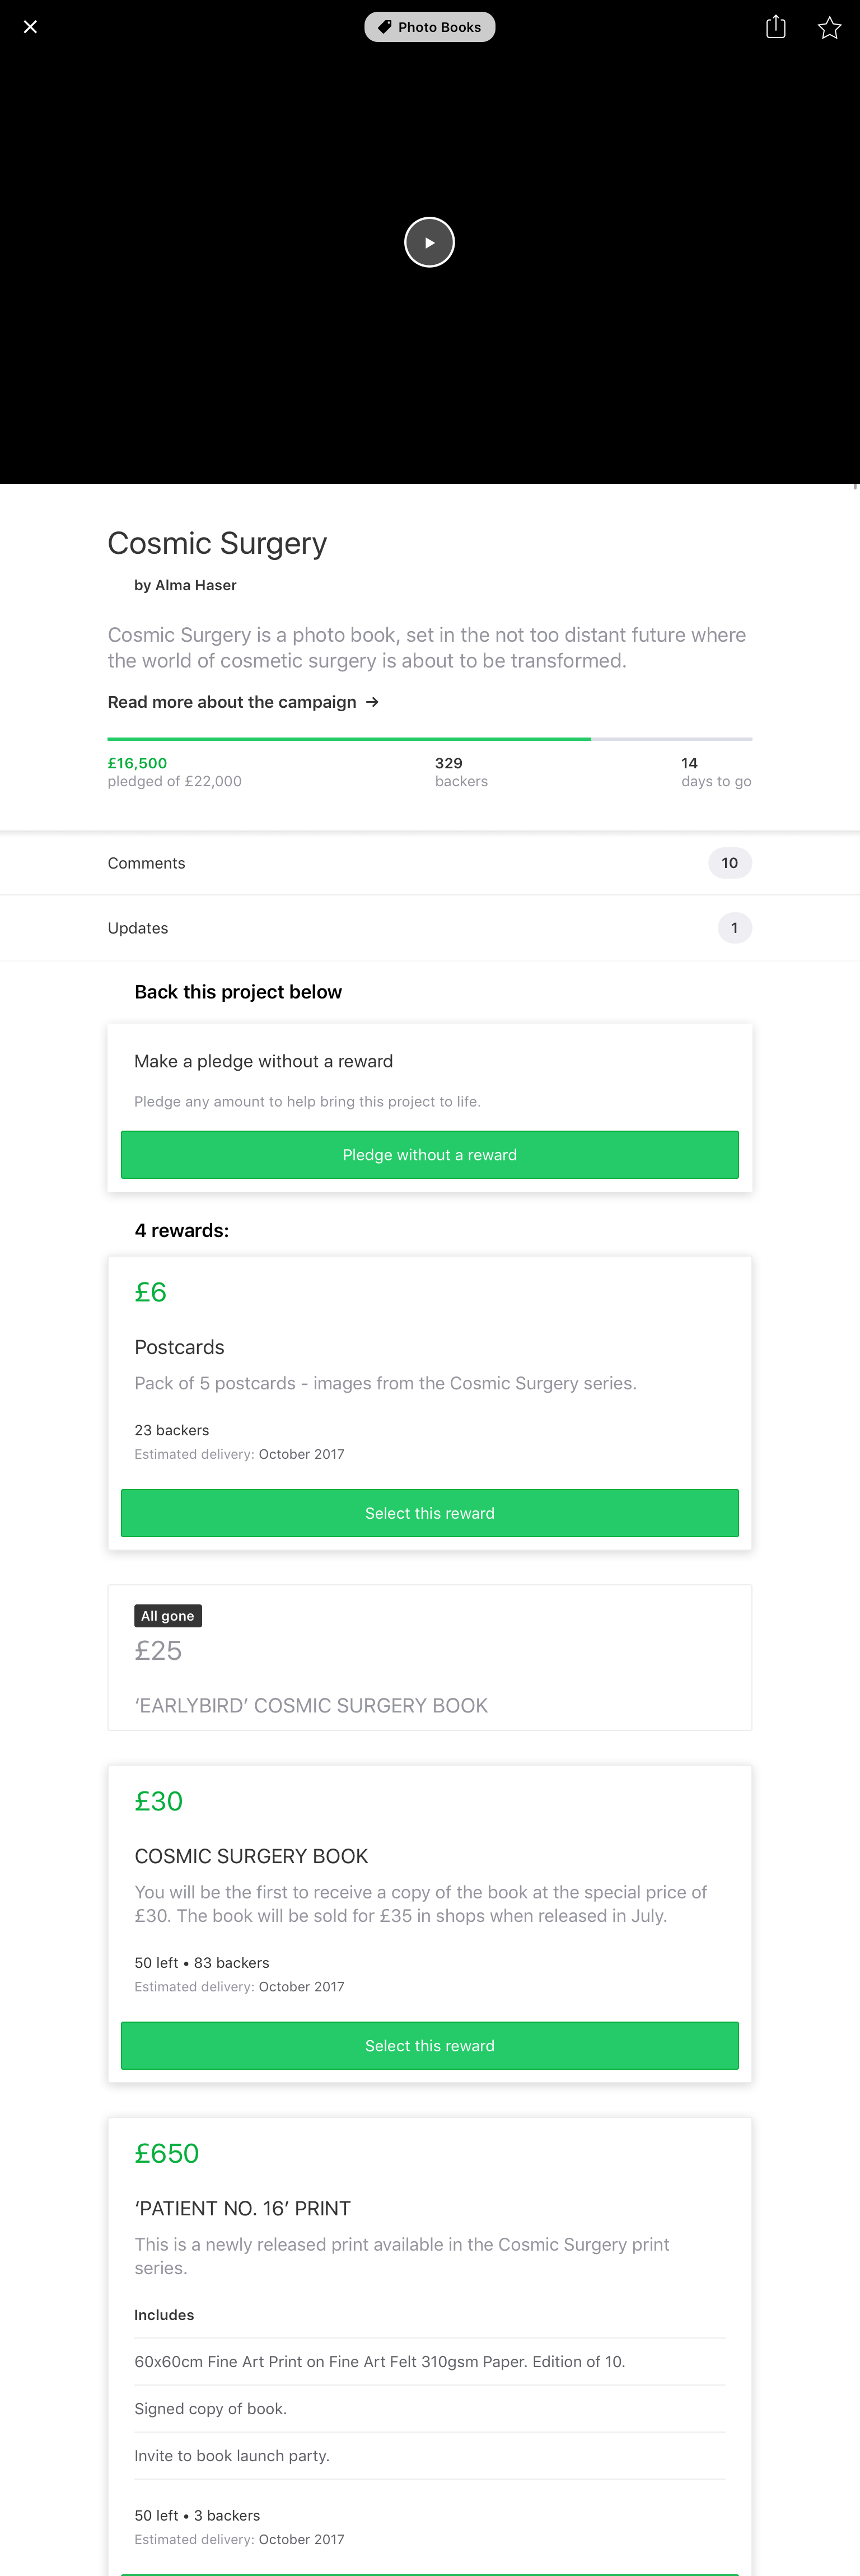 Photo Books
Cosmic Surgery
by Alma Haser
Cosmic Surgery is a photo book, set in the not too distant future where
the world of cosmetic surgery is about to be transformed.
Read more about the campaign →
£16,500
pledged of £22,000
329
backers
14
days to go
Comments
10
Updates
1
Back this project below
Make a pledge without a reward
Pledge any amount to help bring this project to life.
Pledge without a reward
4 rewards:
£6
Postcards
Pack of 5 postcards - images from the Cosmic Surgery series.
23 backers
Estimated delivery: October 2017
Select this reward
All gone
£25
‘EARLYBIRD’ COSMIC SURGERY BOOK
£30
COSMIC SURGERY BOOK
You will be the first to receive a copy of the book at the special price of
£30. The book will be sold for £35 in shops when released in July.
50 left • 83 backers
Estimated delivery: October 2017
Select this reward
£650
‘PATIENT NO. 16’ PRINT
This is a newly released print available in the Cosmic Surgery print
series.
Includes
60x60cm Fine Art Print on Fine Art Felt 310gsm Paper. Edition of 10.
Signed copy of book.
Invite to book launch party.
50 left • 3 backers
Estimated delivery: October 2017